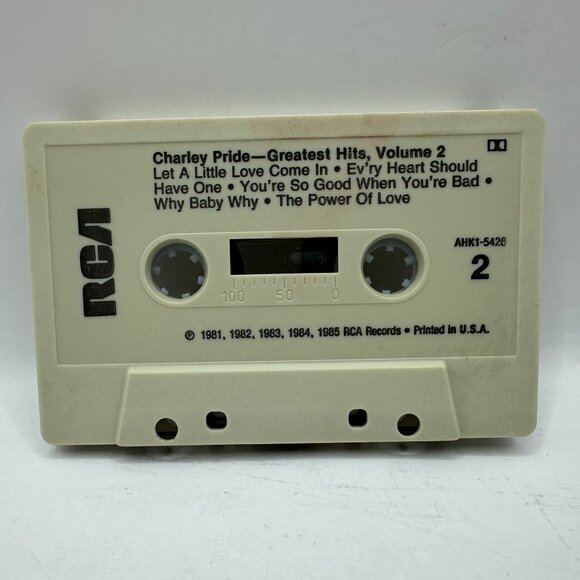 Charley Pride—Greatest Hits, Volume 2
Let A Little Love Come In • Ev'ry Heart Should
Have One • You're So Good When You're Bad •
Why Baby Why • The Power Of Love
RCA
AHK1-5426
2
100 50 0
℗ 1981, 1982, 1983, 1984, 1985 RCA Records • Printed in U.S.A.